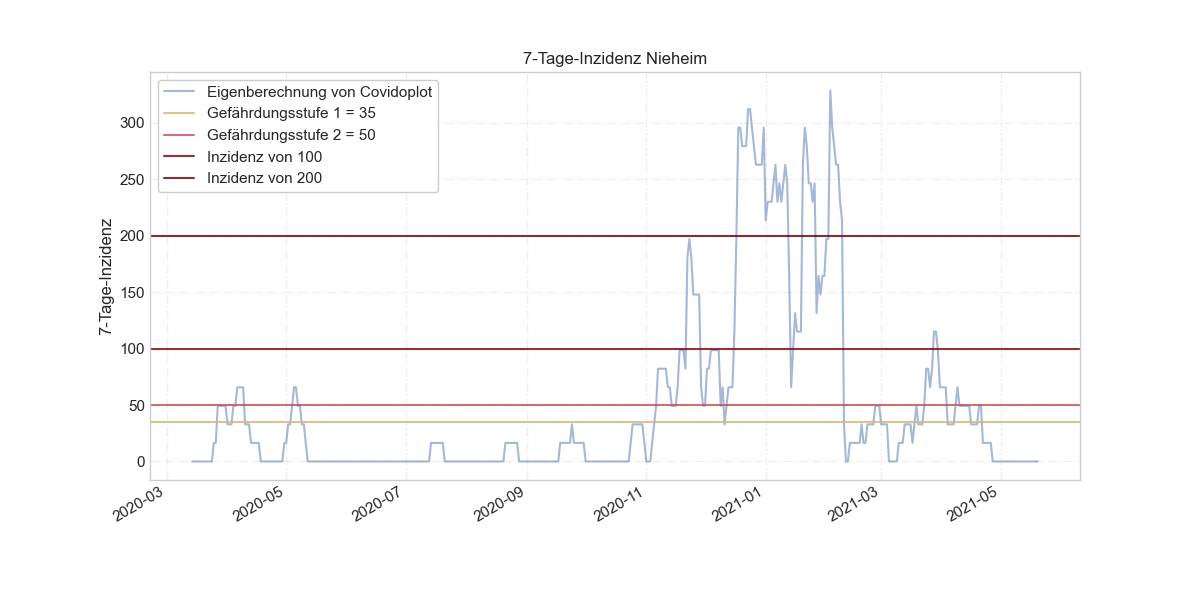 7-Tage-Inzidenz Nieheim
Eigenberechnung von Covidoplot
Gefährdungsstufe 1 = 35
Gefährdungsstufe 2 = 50
Inzidenz von 100
Inzidenz von 200
7-Tage-Inzidenz
300
250
200
150
100
50
0
2020-03
2020-05
2020-07
2020-09
2020-11
2021-01
2021-03
2021-05